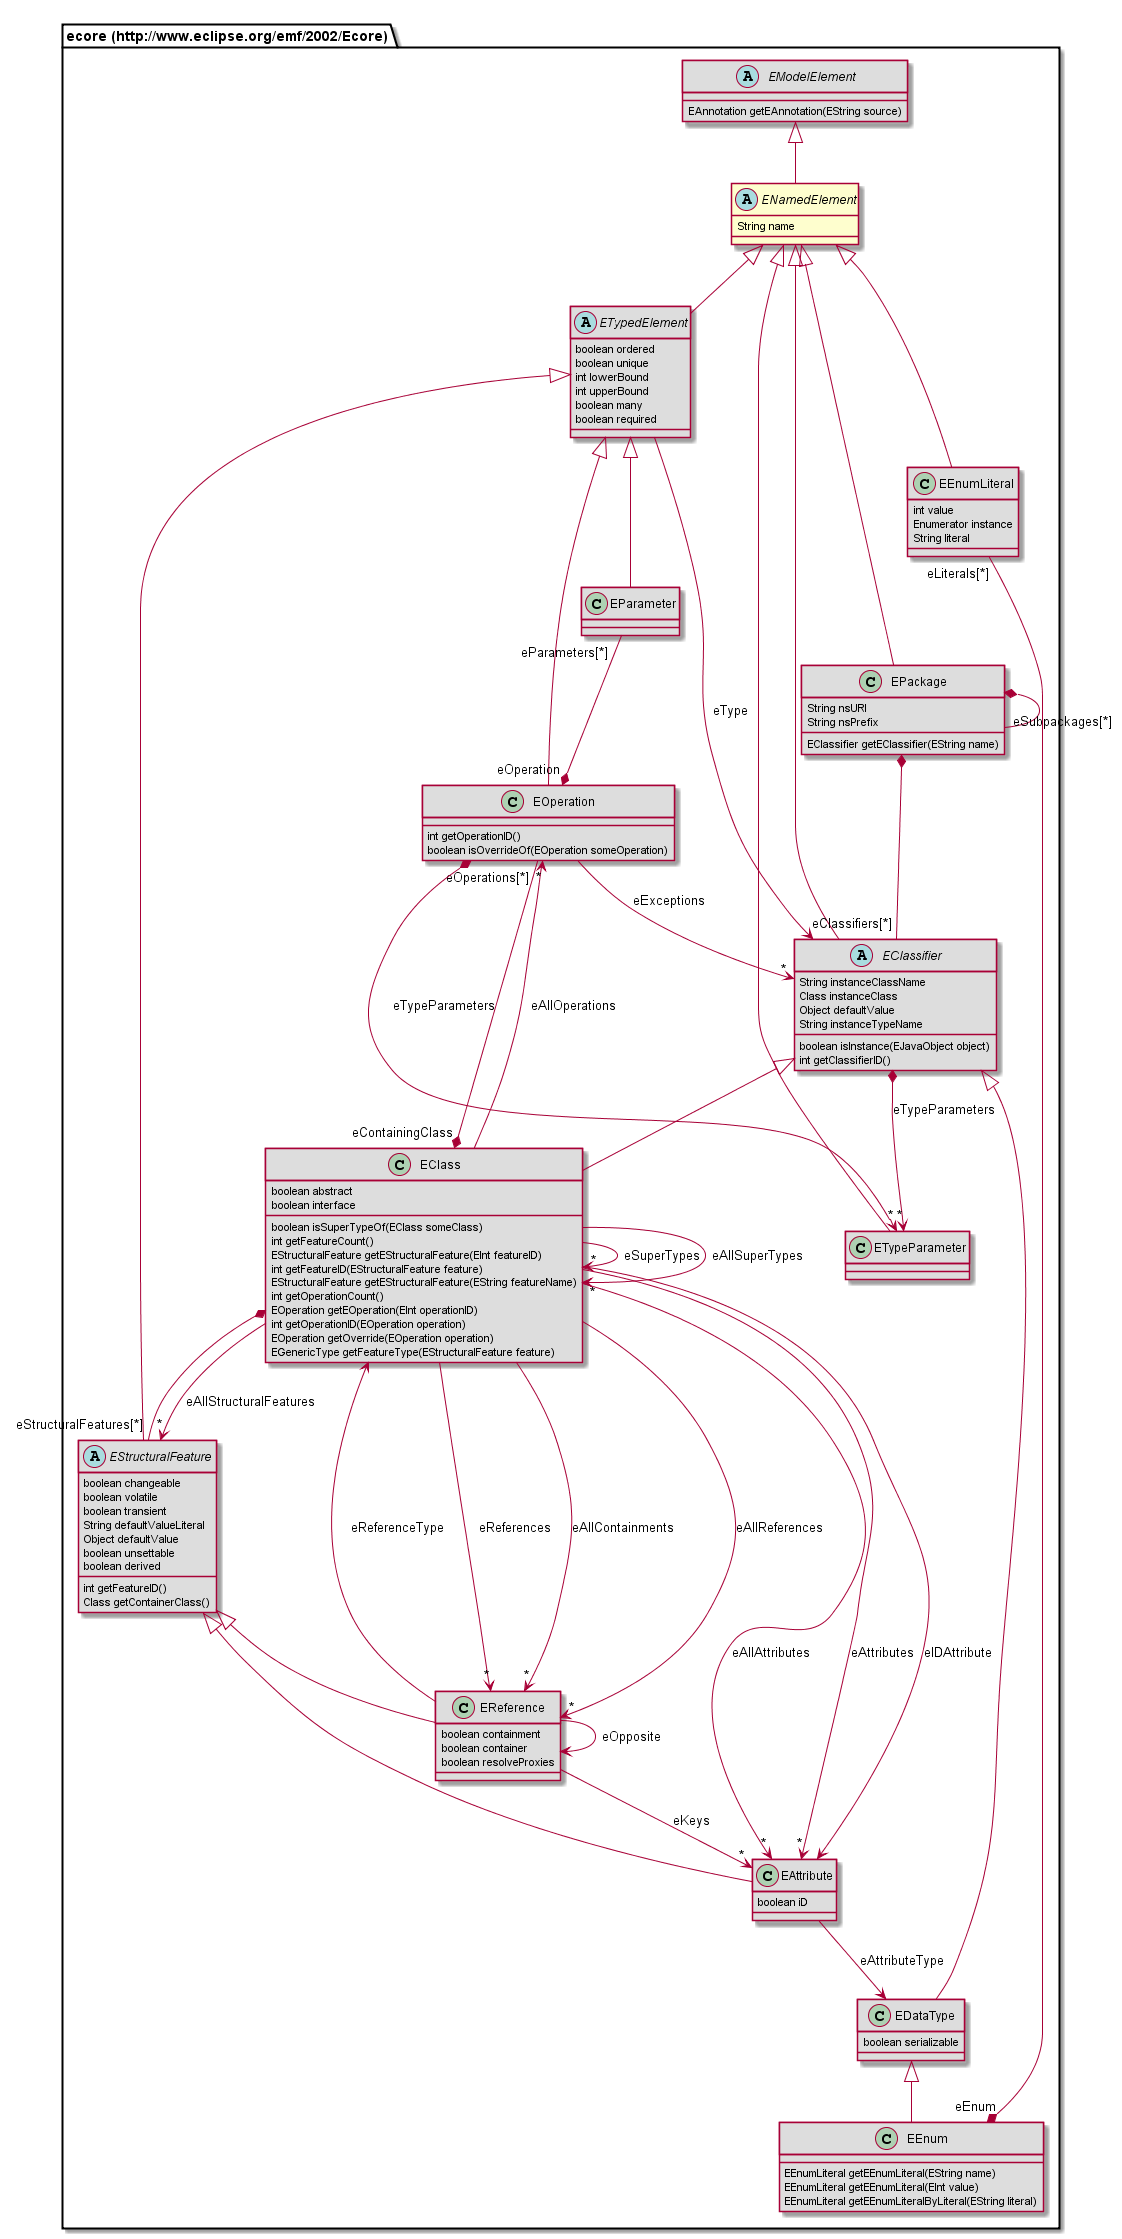 ecore (http://www.eclipse.org/emf/2002/Ecore)
A EModelElement
EAnnotation getEAnnotation(EString source)
A ENamedElement
String name
A ETypedElement
boolean ordered
boolean unique
int lowerBound
int upperBound
boolean many
boolean required
C EEnumLiteral
int value
Enumerator instance
String literal
eLiterals[*]
C EParameter
eParameters[*]
C EPackage
String nsURI
String nsPrefix
EClassifier getEClassifier(EString name)
eSubpackages[*]
eType
eOperation
C EOperation
int getOperationID()
boolean isOverrideOf(EOperation someOperation)
eOperations[*]
*
eExceptions
*
eClassifiers[*]
A EClassifier
String instanceClassName
Class instanceClass
Object defaultValue
String instanceTypeName
boolean isInstance(EJavaObject object)
int getClassifierID()
eTypeParameters
eAllOperations
eTypeParameters
eContainingClass
C EClass
boolean abstract
boolean interface
boolean isSuperTypeOf(EClass someClass)
int getFeatureCount()
EStructuralFeature getEStructuralFeature(EInt featureID)
int getFeatureID(EStructuralFeature feature)
EStructuralFeature getEStructuralFeature(EString featureName)
int getOperationCount()
EOperation getEOperation(EInt operationID)
int getOperationID(EOperation operation)
EOperation getOverride(EOperation operation)
EGenericType getFeatureType(EStructuralFeature feature)
* *
C ETypeParameter
*
eSuperTypes
eAllSuperTypes
*
eAllStructuralFeatures
eStructuralFeatures[*]
*
A EStructuralFeature
boolean changeable
boolean volatile
boolean transient
String defaultValueLiteral
Object defaultValue
boolean unsettable
boolean derived
int getFeatureID()
Class getContainerClass()
eReferenceType
eReferences
eAllContainments
eAllReferences
eAllAttributes
eAttributes
eIDAttribute
*
*
*
C EReference
boolean containment
boolean container
boolean resolveProxies
eOpposite
eKeys
*
*
*
C EAttribute
boolean iD
eAttributeType
C EDataType
boolean serializable
eEnum
C EEnum
EEnumLiteral getEEnumLiteral(EString name)
EEnumLiteral getEEnumLiteral(EInt value)
EEnumLiteral getEEnumLiteralByLiteral(EString literal)